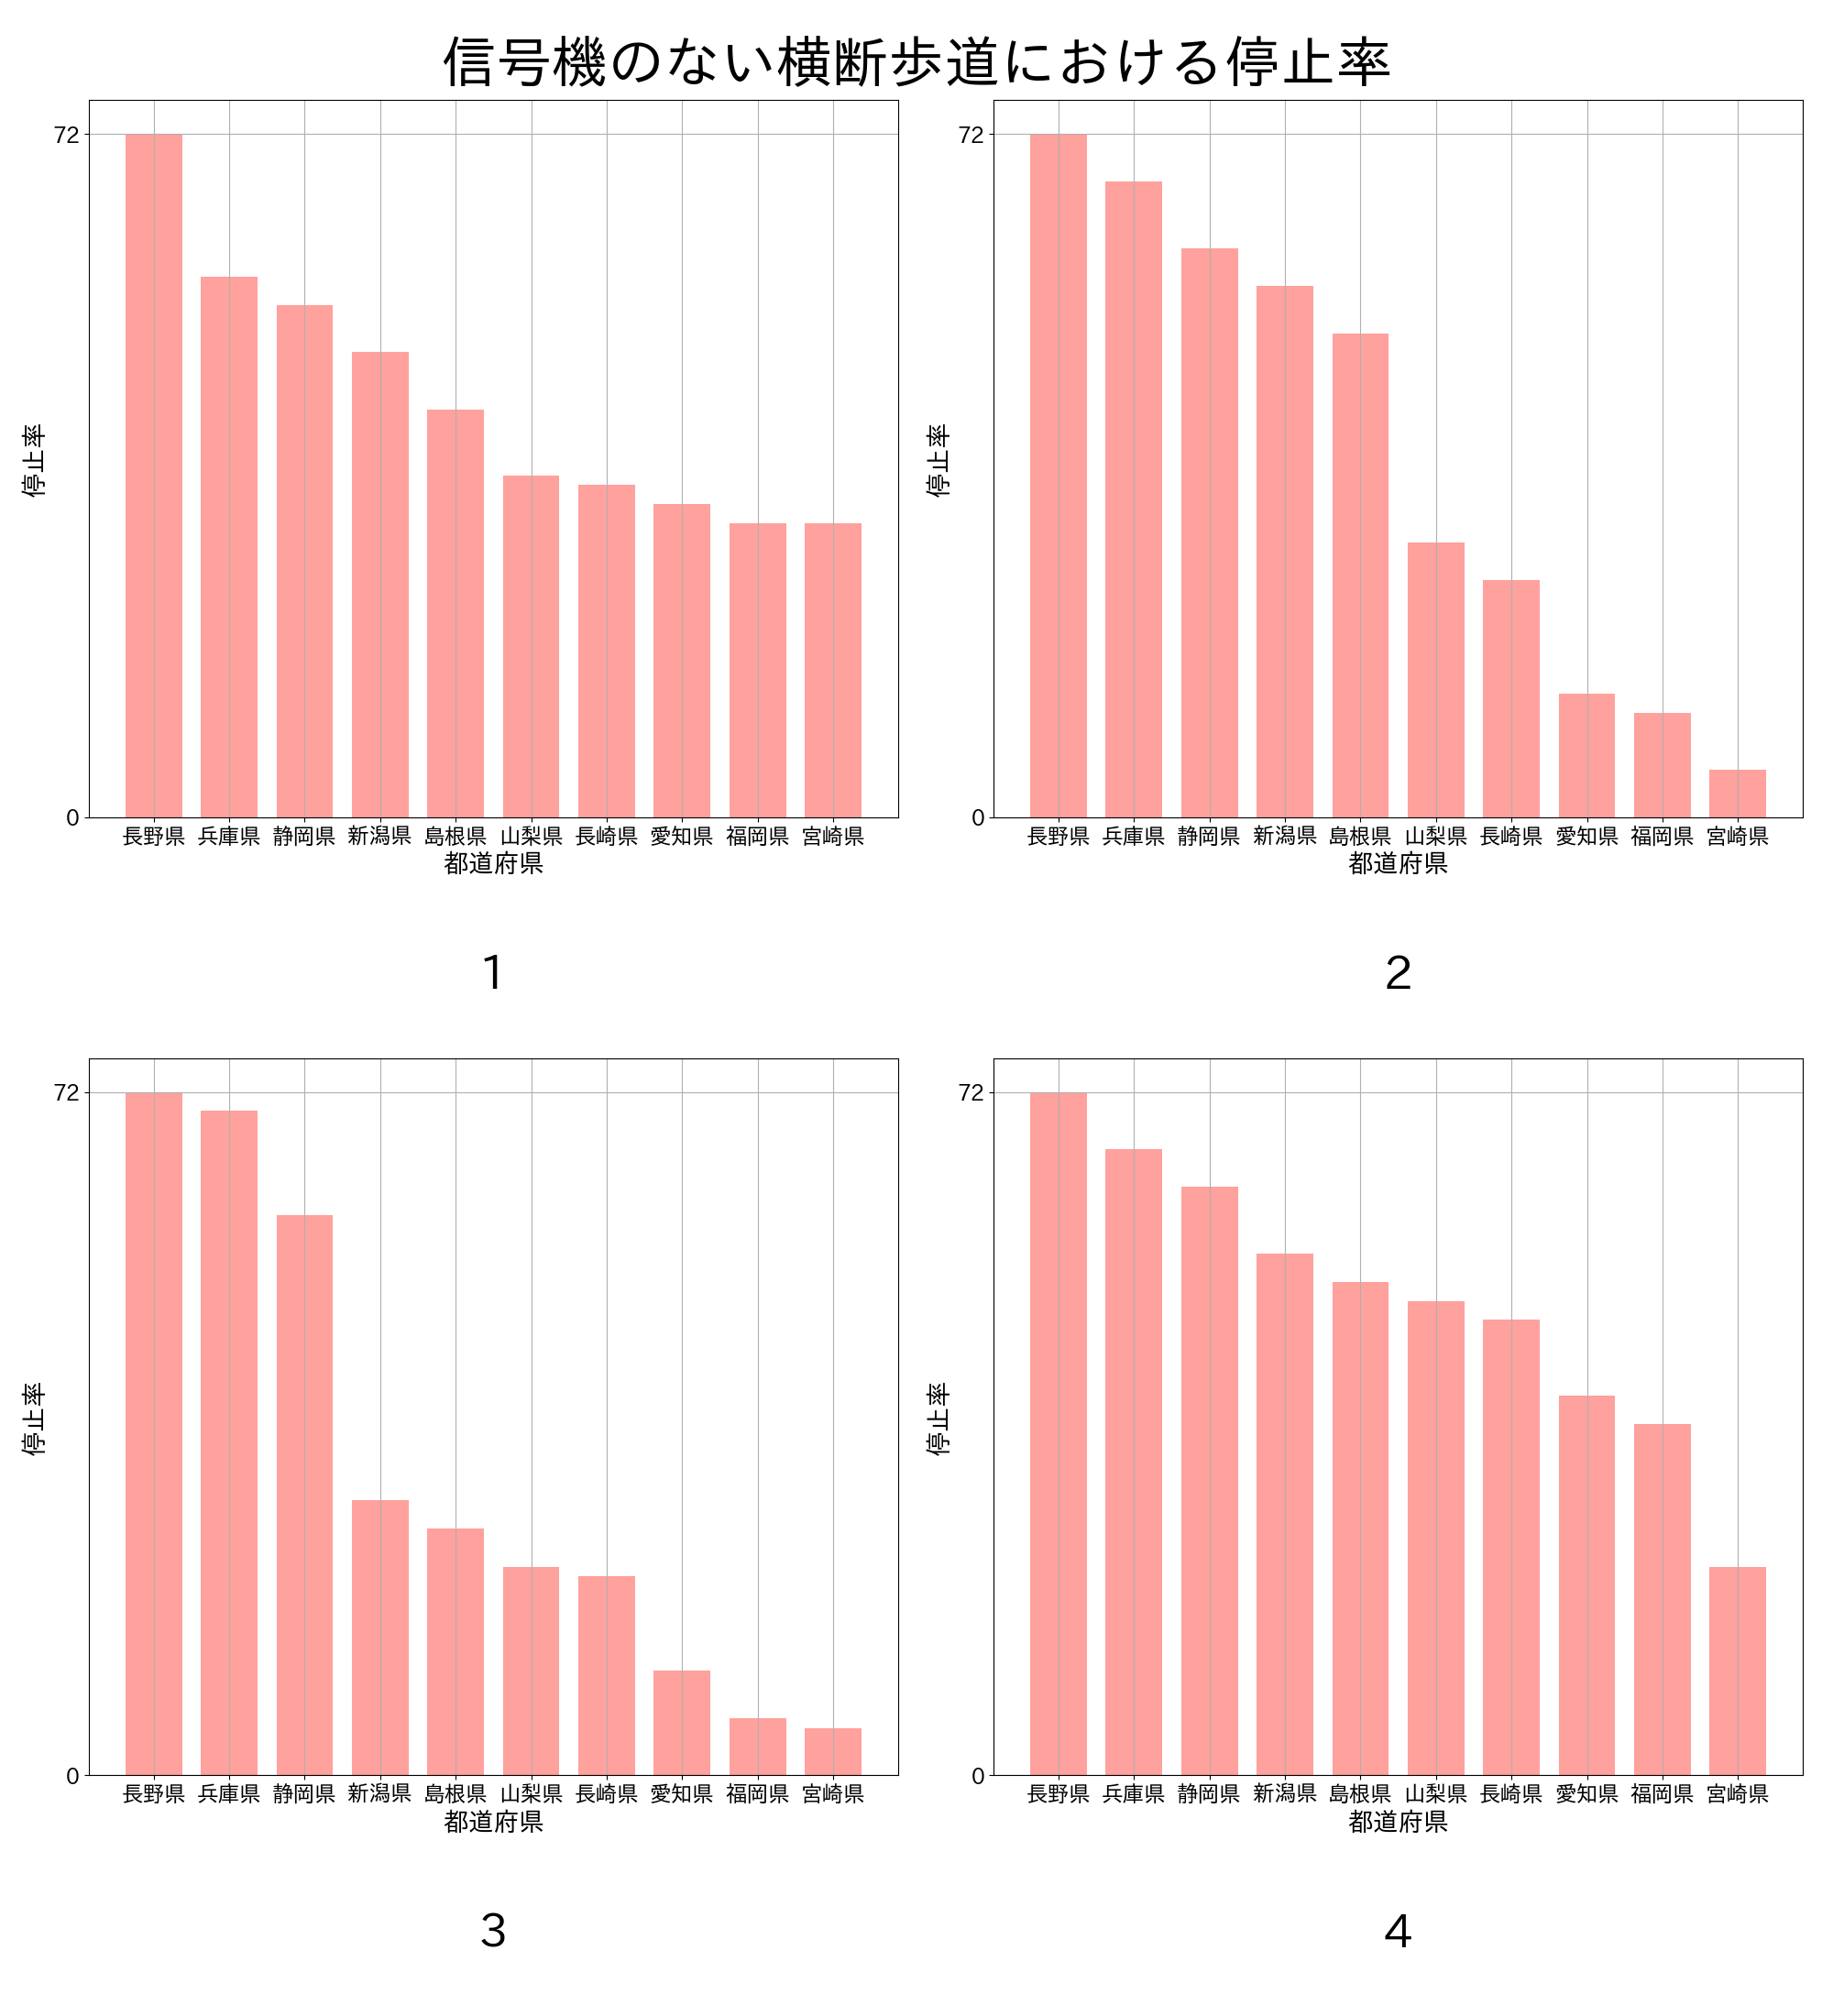 信号機のない横断歩道における停止率
72
0
停止率
長野県 兵庫県 静岡県 新潟県 島根県 山梨県 長崎県 愛知県 福岡県 宮崎県
都道府県
1
72
0
停止率
長野県 兵庫県 静岡県 新潟県 島根県 山梨県 長崎県 愛知県 福岡県 宮崎県
都道府県
2
72
0
停止率
長野県 兵庫県 静岡県 新潟県 島根県 山梨県 長崎県 愛知県 福岡県 宮崎県
都道府県
3
72
0
停止率
長野県 兵庫県 静岡県 新潟県 島根県 山梨県 長崎県 愛知県 福岡県 宮崎県
都道府県
4